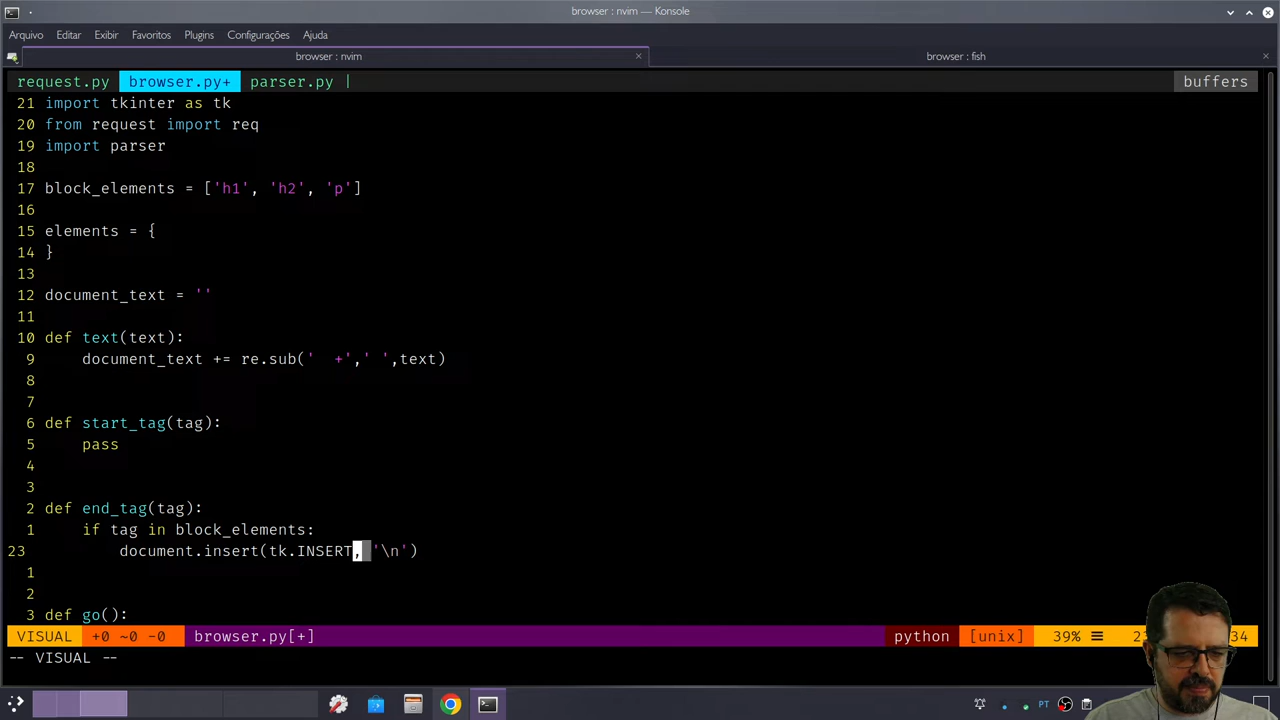 browser : nvim — Konsole
Arquivo Editar Exibir Favoritos Plugins Configurações Ajuda
browser : nvim browser : fish
request.py browser.py+ parser.py | buffers
21 import tkinter as tk
20 from request import req
19 import parser
18
17 block_elements = ['h1', 'h2', 'p']
16
15 elements = {
14 }
13
12 document_text = ''
11
10 def text(text):
9 document_text += re.sub('  +',' ',text)
8
7
6 def start_tag(tag):
5 pass
4
3
2 def end_tag(tag):
1 if tag in block_elements:
23 document.insert(tk.INSERT, '\n')
1
2
3 def go():
VISUAL +0 ~0 -0 browser.py[+] python [unix] 39% ☰ 34
-- VISUAL --
PT